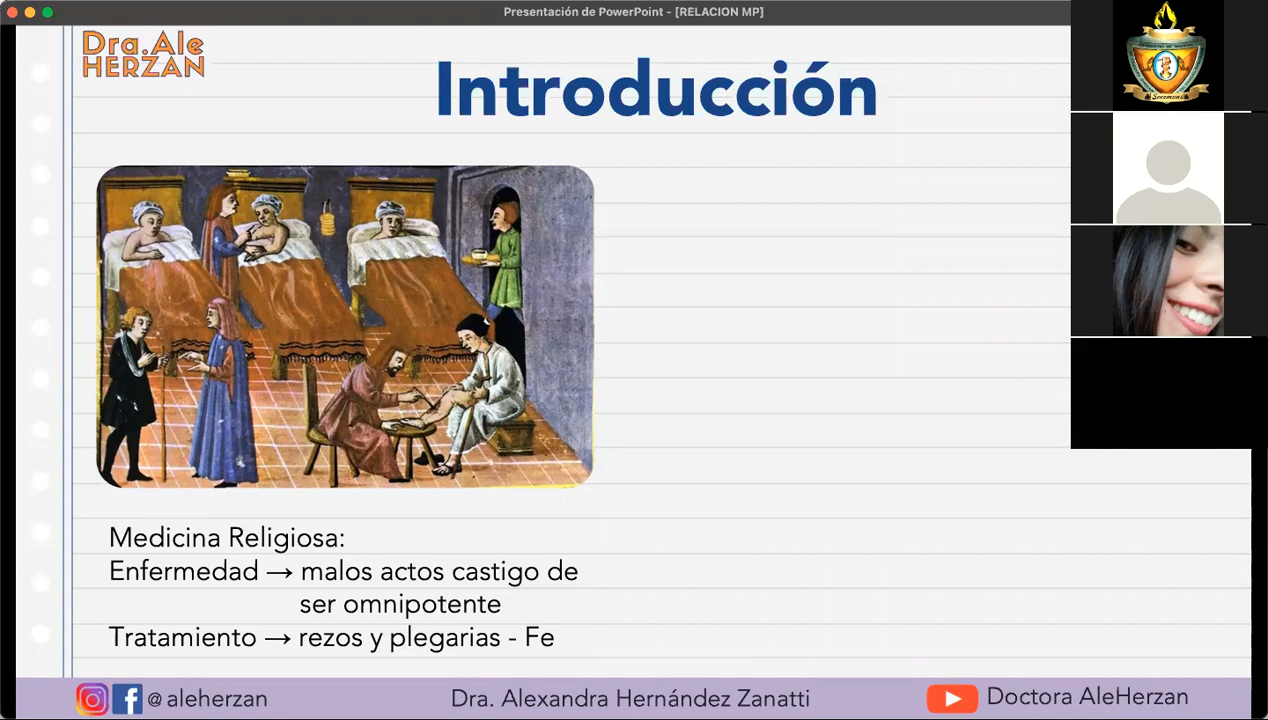 Presentación de PowerPoint - [RELACION MP]
Dra.Ale
HERZAN
Introducción
Medicina Religiosa:
Enfermedad → malos actos castigo de
ser omnipotente
Tratamiento → rezos y plegarias - Fe
@aleherzan
Dra. Alexandra Hernández Zanatti
Doctora AleHerzan